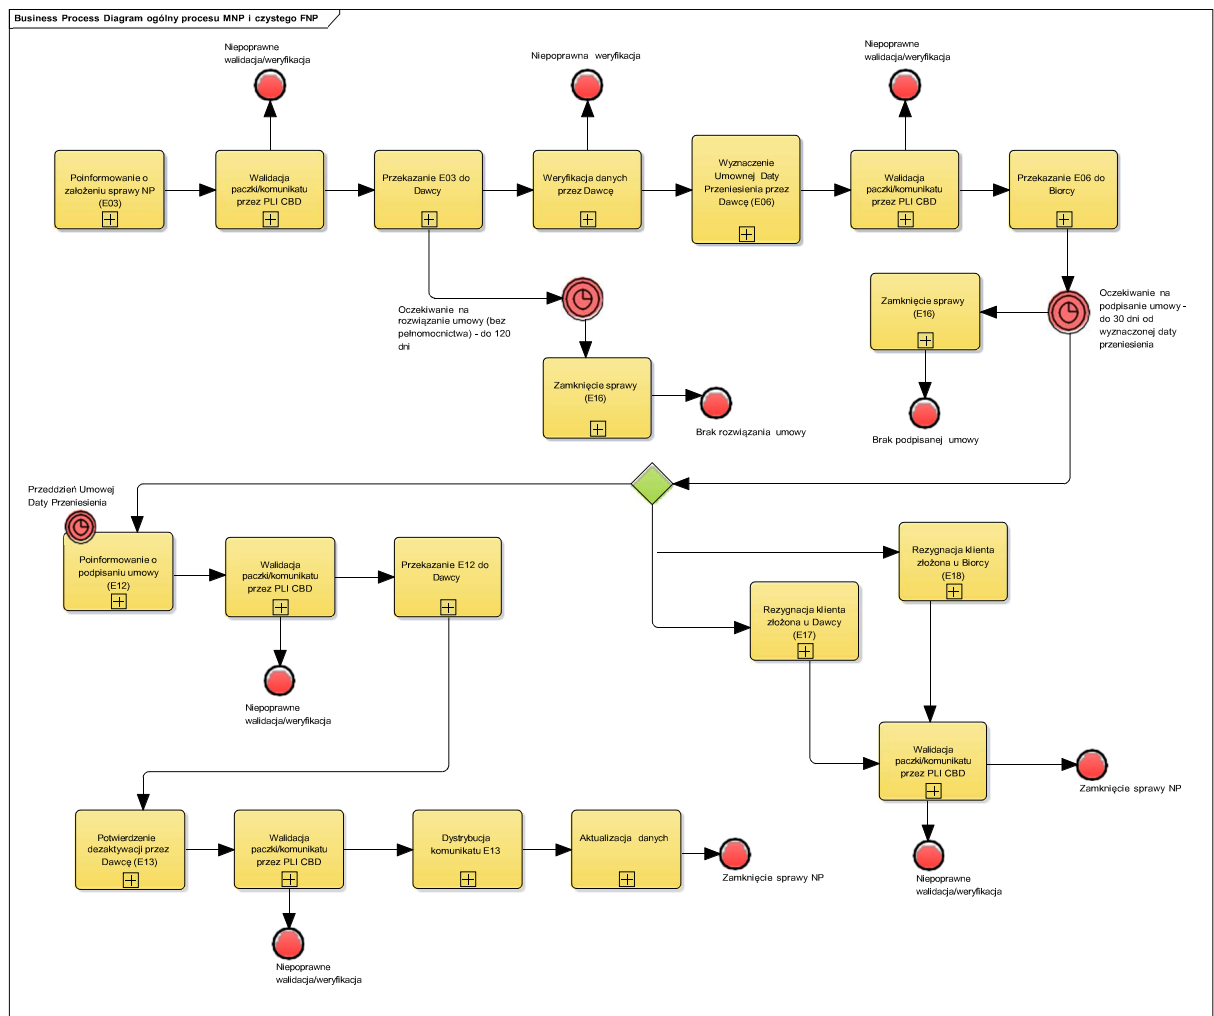 Business Process Diagram ogólny procesu MNP i czystego FNP
Niepoprawne
walidacja/weryfikacja
Niepoprawna weryfikacja
Niepoprawne
walidacja/weryfikacja
Poinformowanie o
założeniu sprawy NP
(E03)
Walidacja
paczki/komunikatu
przez PLI CBD
Przekazanie E03 do
Dawcy
Weryfikacja danych
przez Dawcę
Wyznaczenie
Umownej Daty
Przeniesienia przez
Dawcę (E06)
Walidacja
paczki/komunikatu
przez PLI CBD
Przekazanie E06 do
Biorcy
Oczekiwanie na
rozwiązanie umowy (bez
pełnomocnictwa) - do 120
dni
Zamknięcie sprawy
(E16)
Oczekiwanie na
podpisanie umowy -
do 30 dni od
wyznaczonej daty
przeniesienia
Zamknięcie sprawy
(E16)
Brak rozwiązania umowy
Brak podpisanej umowy
Przeddzień Umowej
Daty Przeniesienia
Poinformowanie o
podpisaniu umowy
(E12)
Walidacja
paczki/komunikatu
przez PLI CBD
Przekazanie E12 do
Dawcy
Rezygnacja klienta
złożona u Biorcy
(E18)
Rezygnacja klienta
złożona u Dawcy
(E17)
Niepoprawne
walidacja/weryfikacja
Walidacja
paczki/komunikatu
przez PLI CBD
Zamknięcie sprawy NP
Potwierdzenie
dezaktywacji przez
Dawcę (E13)
Walidacja
paczki/komunikatu
przez PLI CBD
Dystrybucja
komunikatu E13
Aktualizacja danych
Zamknięcie sprawy NP
Niepoprawne
walidacja/weryfikacja
Niepoprawne
walidacja/weryfikacja